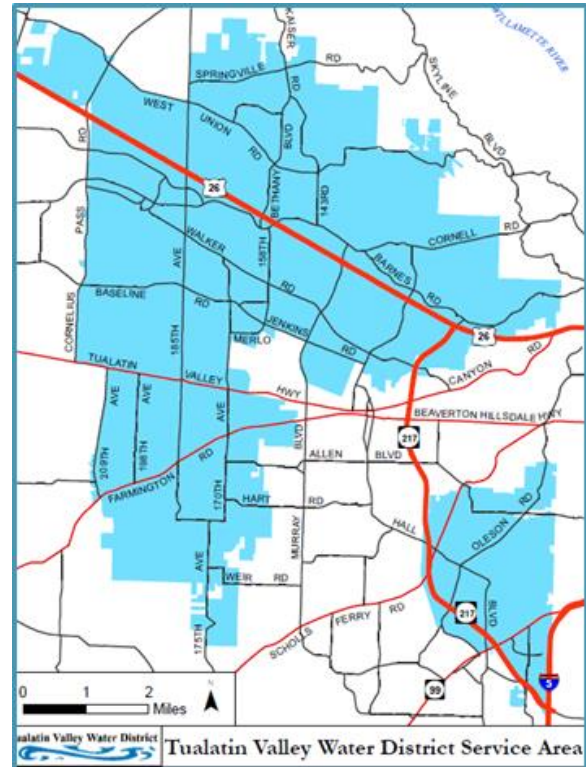 WILLAMETTE RIVER
KAISER
RD
SPRINGVILLE RD
SKYLINE
BLVD
WEST UNION RD
BLVD
BETHANY
143RD
PASS
RD
26
CORNELL RD
BARNES
WALKER
RD
158TH
AVE
185TH
BASELINE RD
JENKINS
RD
MERLO
26
CORNELIUS
TUALATIN VALLEY HWY
CANYON RD
BEAVERTON HILLSDALE HWY
217
AVE
209TH
AVE
198TH
AVE
170TH
BLVD
MURRAY
ALLEN BLVD
FARMINGTON RD
HART RD
HALL
BLVD
OLESON RD
WEIR RD
AVE
175TH
SCHOLLS FERRY RD
217
99
5
0 1 2
Miles
N
Tualatin Valley Water District
Tualatin Valley Water District Service Area